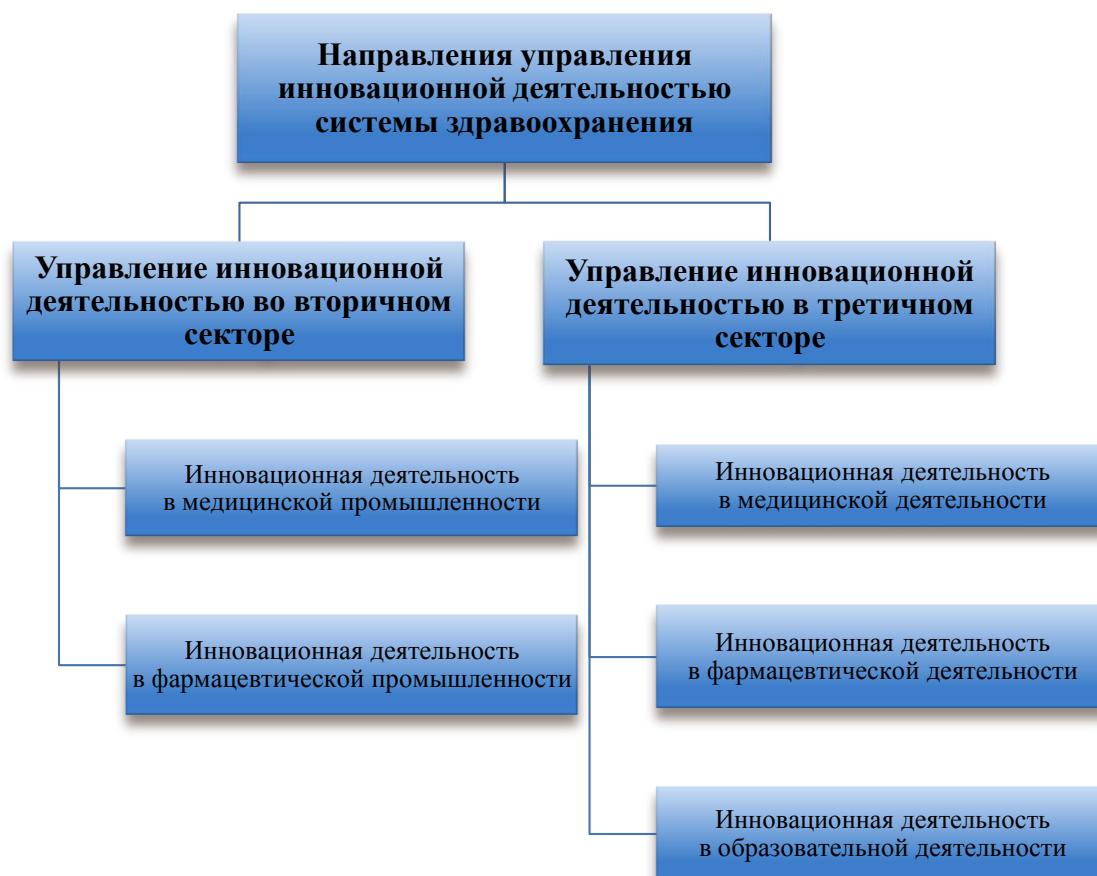 Направления управления
инновационной деятельностью
системы здравоохранения
Управление инновационной
деятельностью во вторичном
секторе
Инновационная деятельность
в медицинской промышленности
Инновационная деятельность
в фармацевтической промышленности
Управление инновационной
деятельностью в третичном
секторе
Инновационная деятельность
в медицинской деятельности
Инновационная деятельность
в фармацевтической деятельности
Инновационная деятельность
в образовательной деятельности